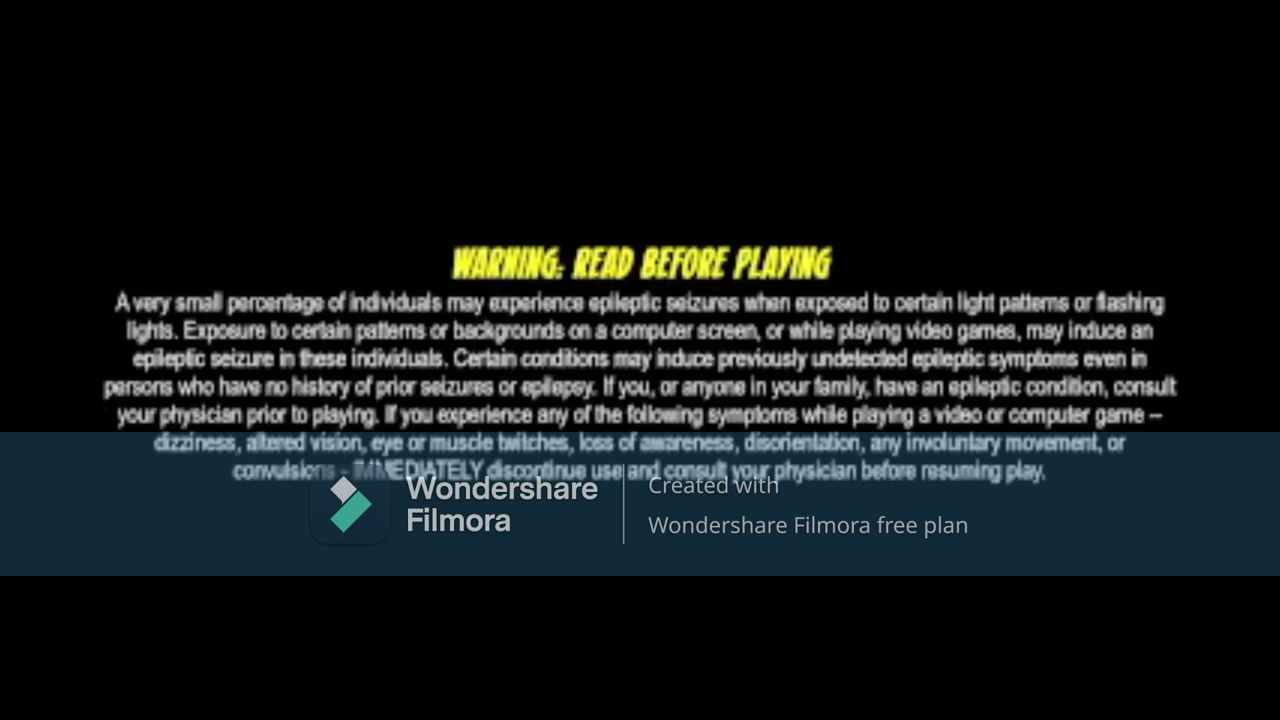 WARNING: READ BEFORE PLAYING
A very small percentage of individuals may experience epileptic seizures when exposed to certain light patterns or flashing
lights. Exposure to certain patterns or backgrounds on a computer screen, or while playing video games, may induce an
epileptic seizure in these individuals. Certain conditions may induce previously undetected epileptic symptoms even in
persons who have no history of prior seizures or epilepsy. If you, or anyone in your family, have an epileptic condition, consult
your physician prior to playing. If you experience any of the following symptoms while playing a video or computer game --
dizziness, altered vision, eye or muscle twitches, loss of awareness, disorientation, any involuntary movement, or
convulsions - IMMEDIATELY discontinue use and consult your physician before resuming play.
Wondershare
Filmora
Created with
Wondershare Filmora free plan